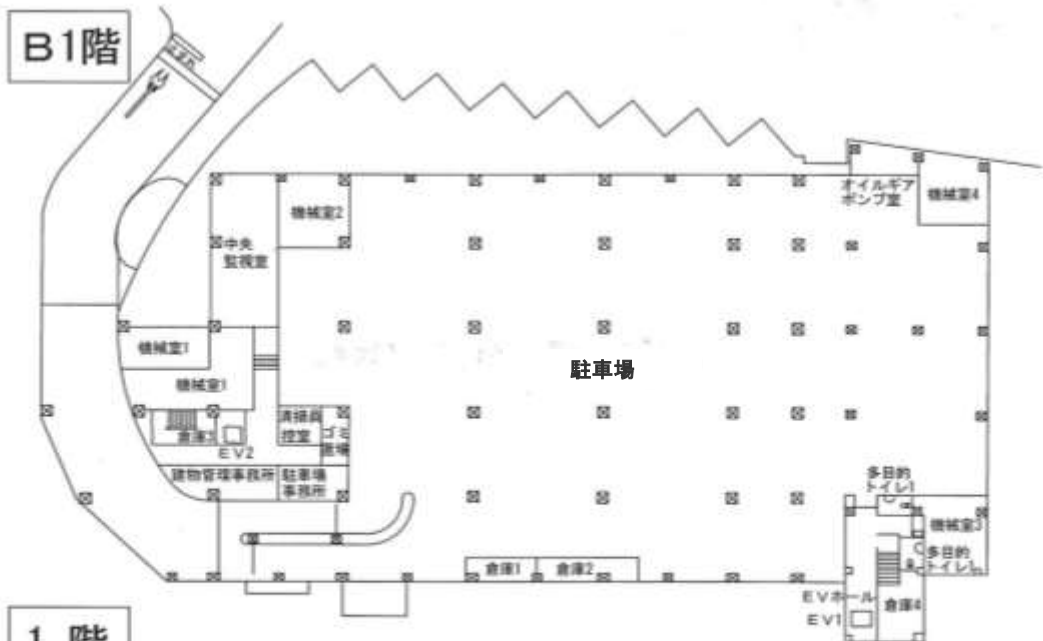 B1階
オイルギア
ポンプ室
機械室4
機械室2
中央
監視室
機械室1
駐車場
機械室1
清掃員
控室
ゴミ
置場
倉庫3
EV2
建物管理事務所
駐車場
事務所
多目的
トイレ1
機械室3
多目的
トイレ1
倉庫1
倉庫2
EVホール
EV1
倉庫4
1階